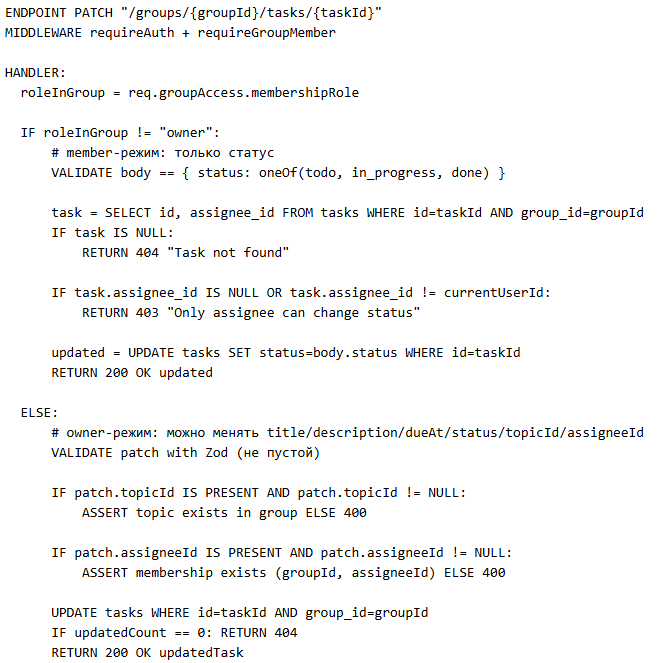 ENDPOINT PATCH "/groups/{groupId}/tasks/{taskId}"
MIDDLEWARE requireAuth + requireGroupMember

HANDLER:
  roleInGroup = req.groupAccess.membershipRole

  IF roleInGroup != "owner":
      # member-режим: только статус
      VALIDATE body == { status: oneOf(todo, in_progress, done) }

      task = SELECT id, assignee_id FROM tasks WHERE id=taskId AND group_id=groupId
      IF task IS NULL:
          RETURN 404 "Task not found"

      IF task.assignee_id IS NULL OR task.assignee_id != currentUserId:
          RETURN 403 "Only assignee can change status"

      updated = UPDATE tasks SET status=body.status WHERE id=taskId
      RETURN 200 OK updated

  ELSE:
      # owner-режим: можно менять title/description/dueAt/status/topicId/assigneeId
      VALIDATE patch with Zod (не пустой)

      IF patch.topicId IS PRESENT AND patch.topicId != NULL:
          ASSERT topic exists in group ELSE 400

      IF patch.assigneeId IS PRESENT AND patch.assigneeId != NULL:
          ASSERT membership exists (groupId, assigneeId) ELSE 400

      UPDATE tasks WHERE id=taskId AND group_id=groupId
      IF updatedCount == 0: RETURN 404
      RETURN 200 OK updatedTask